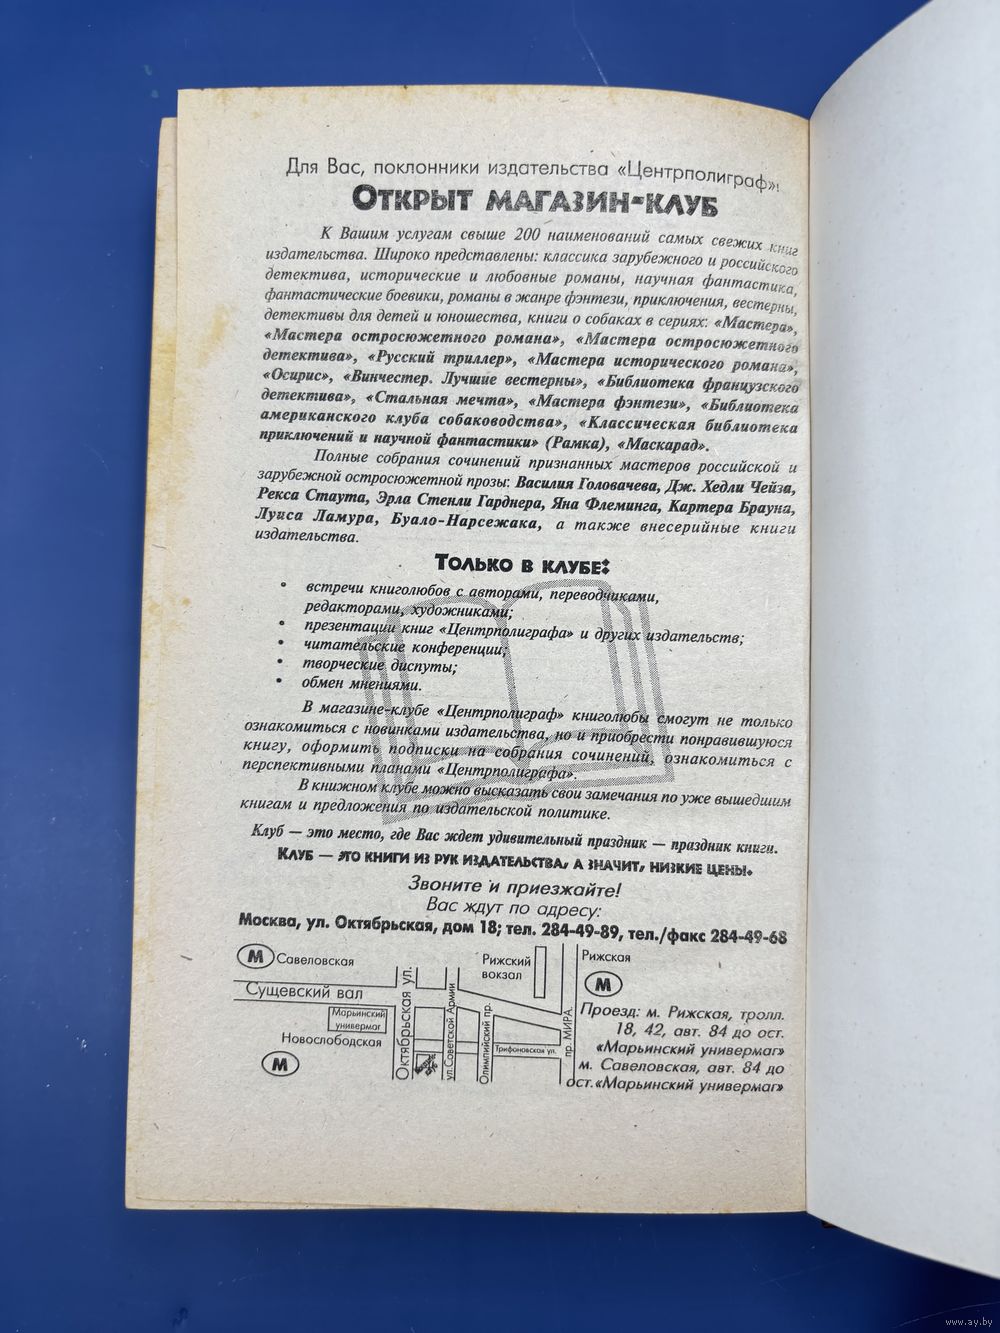 Для Вас, поклонники издательства «Центрполиграф»!
ОТКРЫТ МАГАЗИН-КЛУБ
К Вашим услугам свыше 200 наименований самых свежих книг
издательства. Широко представлены: классика зарубежного и российского
детектива, исторические и любовные романы, научная фантастика,
фантастические боевики, романы в жанре фэнтези, приключения, вестерны,
детективы для детей и юношества, книги о собаках в сериях: «Мастера»,
«Мастера остросюжетного романа», «Мастера остросюжетного
детектива», «Русский триллер», «Мастера исторического романа»,
«Осирис», «Винчестер. Лучшие вестерны», «Библиотека французского
детектива», «Стальная мечта», «Мастера фэнтези», «Библиотека
американского клуба собаководства», «Классическая библиотека
приключений и научной фантастики» (Рамка), «Маскарад».
Полные собрания сочинений признанных мастеров российской и
зарубежной остросюжетной прозы: Василия Головачева, Дж. Хедли Чейза,
Рекса Стаута, Эрла Стенли Гарднера, Яна Флеминга, Картера Брауна,
Луиса Ламура, Буало-Нарсежака, а также внесерийные книги
издательства.
ТОЛЬКО В КЛУБЕ:
• встречи книголюбов с авторами, переводчиками,
редакторами, художниками;
• презентации книг «Центрполиграфа» и других издательств;
• читательские конференции;
• творческие диспуты;
• обмен мнениями.
В магазине-клубе «Центрполиграф» книголюбы смогут не только
ознакомиться с новинками издательства, но и приобрести понравившуюся
книгу, оформить подписки на собрания сочинений, ознакомиться с
перспективными планами «Центрполиграфа».
В книжном клубе можно высказать свои замечания по уже вышедшим
книгам и предложения по издательской политике.
Клуб — это место, где Вас ждет удивительный праздник — праздник книги.
КЛУБ — ЭТО КНИГИ ИЗ РУК ИЗДАТЕЛЬСТВА, А ЗНАЧИТ, НИЗКИЕ ЦЕНЫ.
Звоните и приезжайте!
Вас ждут по адресу:
Москва, ул. Октябрьская, дом 18; тел. 284-49-89, тел./факс 284-49-68
М Савеловская
Сущевский вал
Марьинский
универмаг
Новослободская
М
Октябрьская ул.
ул. Советской Армии
Олимпийский пр.
Рижский
вокзал
Трифоновская ул.
пр. МИРА
Рижская
М
Проезд: м. Рижская, тролл.
18, 42, авт. 84 до ост.
«Марьинский универмаг»
м. Савеловская, авт. 84 до
ост.«Марьинский универмаг»
www.ay.by